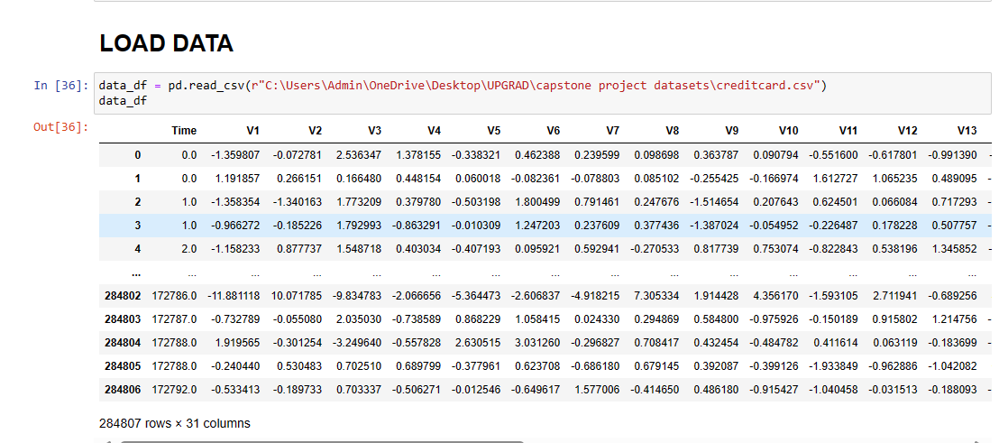 LOAD DATA
In [36]: data_df = pd.read_csv(r"C:\Users\Admin\OneDrive\Desktop\UPGRAD\capstone project datasets\creditcard.csv")
data_df
Out[36]:
Time V1 V2 V3 V4 V5 V6 V7 V8 V9 V10 V11 V12 V13
0 0.0 -1.359807 -0.072781 2.536347 1.378155 -0.338321 0.462388 0.239599 0.098698 0.363787 0.090794 -0.551600 -0.617801 -0.991390 -
1 0.0 1.191857 0.266151 0.166480 0.448154 0.060018 -0.082361 -0.078803 0.085102 -0.255425 -0.166974 1.612727 1.065235 0.489095 -
2 1.0 -1.358354 -1.340163 1.773209 0.379780 -0.503198 1.800499 0.791461 0.247676 -1.514654 0.207643 0.624501 0.066084 0.717293 -
3 1.0 -0.966272 -0.185226 1.792993 -0.863291 -0.010309 1.247203 0.237609 0.377436 -1.387024 -0.054952 -0.226487 0.178228 0.507757 -
4 2.0 -1.158233 0.877737 1.548718 0.403034 -0.407193 0.095921 0.592941 -0.270533 0.817739 0.753074 -0.822843 0.538196 1.345852 -
... ... ... ... ... ... ... ... ... ... ... ... ... ... ...
284802 172786.0 -11.881118 10.071785 -9.834783 -2.066656 -5.364473 -2.606837 -4.918215 7.305334 1.914428 4.356170 -1.593105 2.711941 -0.689256
284803 172787.0 -0.732789 -0.055080 2.035030 -0.738589 0.868229 1.058415 0.024330 0.294869 0.584800 -0.975926 -0.150189 0.915802 1.214756 -
284804 172788.0 1.919565 -0.301254 -3.249640 -0.557828 2.630515 3.031260 -0.296827 0.708417 0.432454 -0.484782 0.411614 0.063119 -0.183699 -
284805 172788.0 -0.240440 0.530483 0.702510 0.689799 -0.377961 0.623708 -0.686180 0.679145 0.392087 -0.399126 -1.933849 -0.962886 -1.042082
284806 172792.0 -0.533413 -0.189733 0.703337 -0.506271 -0.012546 -0.649617 1.577006 -0.414650 0.486180 -0.915427 -1.040458 -0.031513 -0.188093 -
284807 rows × 31 columns